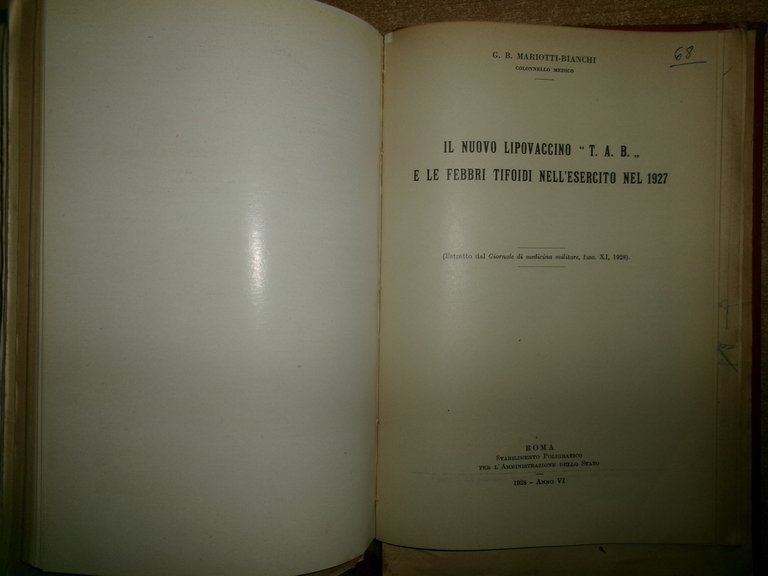 68
G. B. MARIOTTI-BIANCHI
COLONNELLO MEDICO
IL NUOVO LIPOVACCINO “ T. A. B. „
E LE FEBBRI TIFOIDI NELL'ESERCITO NEL 1927
(Estratto dal Giornale di medicina militare, fasc. XI, 1928).
ROMA
STABILIMENTO POLIGRAFICO
PER L'AMMINISTRAZIONE DELLO STATO
1928 - ANNO VI